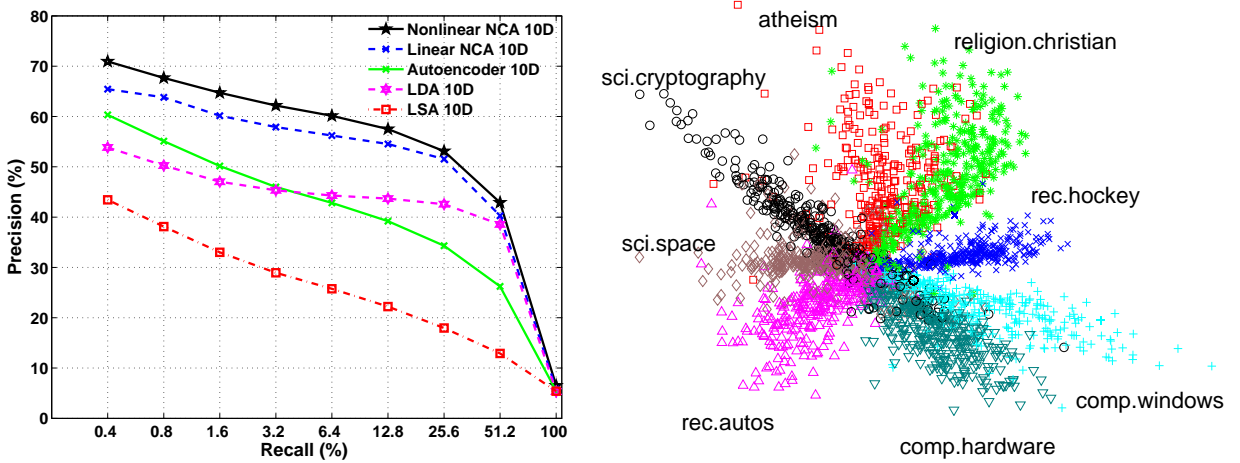 80
70
60
50
40
30
20
10
0
Precision (%)
Nonlinear NCA 10D
Linear NCA 10D
Autoencoder 10D
LDA 10D
LSA 10D
0.4 0.8 1.6 3.2 6.4 12.8 25.6 51.2 100
Recall (%)
atheism
religion.christian
sci.cryptography
rec.hockey
sci.space
comp.windows
rec.autos
comp.hardware